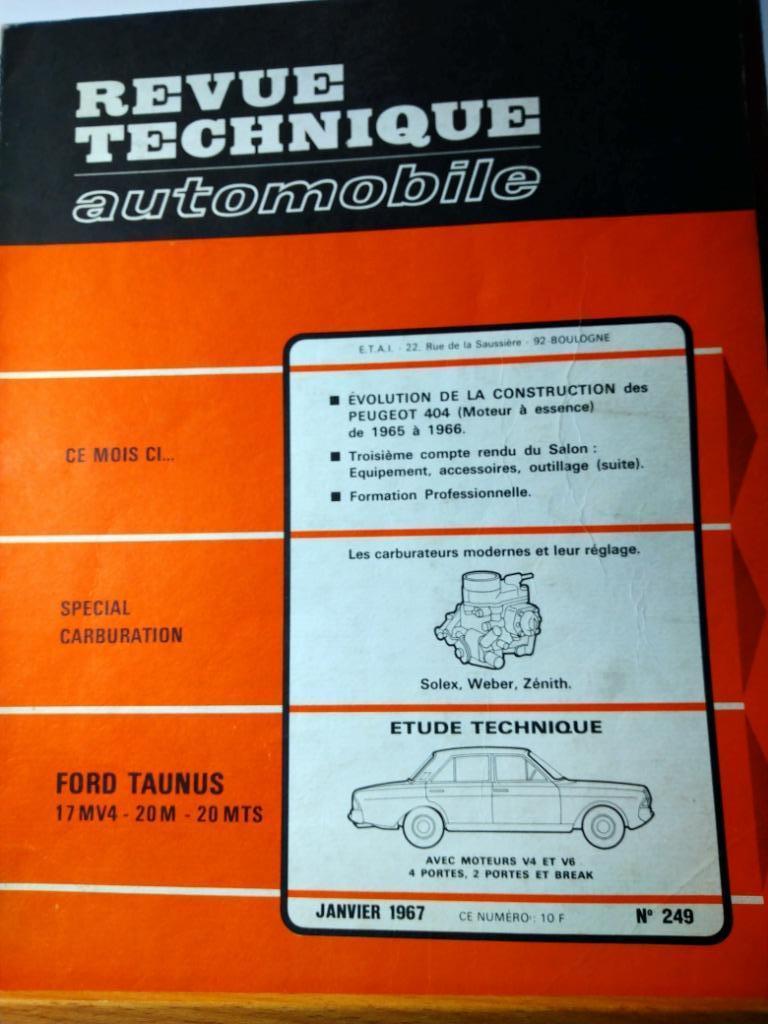 REVUE
TECHNIQUE
automobile
E.T.A.I. - 22, Rue de la Saussière - 92-BOULOGNE
CE MOIS CI...
■ ÉVOLUTION DE LA CONSTRUCTION des
PEUGEOT 404 (Moteur à essence)
de 1965 à 1966.
■ Troisième compte rendu du Salon :
Equipement, accessoires, outillage (suite).
■ Formation Professionnelle.
SPECIAL
CARBURATION
Les carburateurs modernes et leur réglage.
Solex, Weber, Zénith.
FORD TAUNUS
17 MV4 - 20 M - 20 MTS
ETUDE TECHNIQUE
AVEC MOTEURS V4 ET V6
4 PORTES, 2 PORTES ET BREAK
JANVIER 1967 CE NUMÉRO : 10 F N° 249